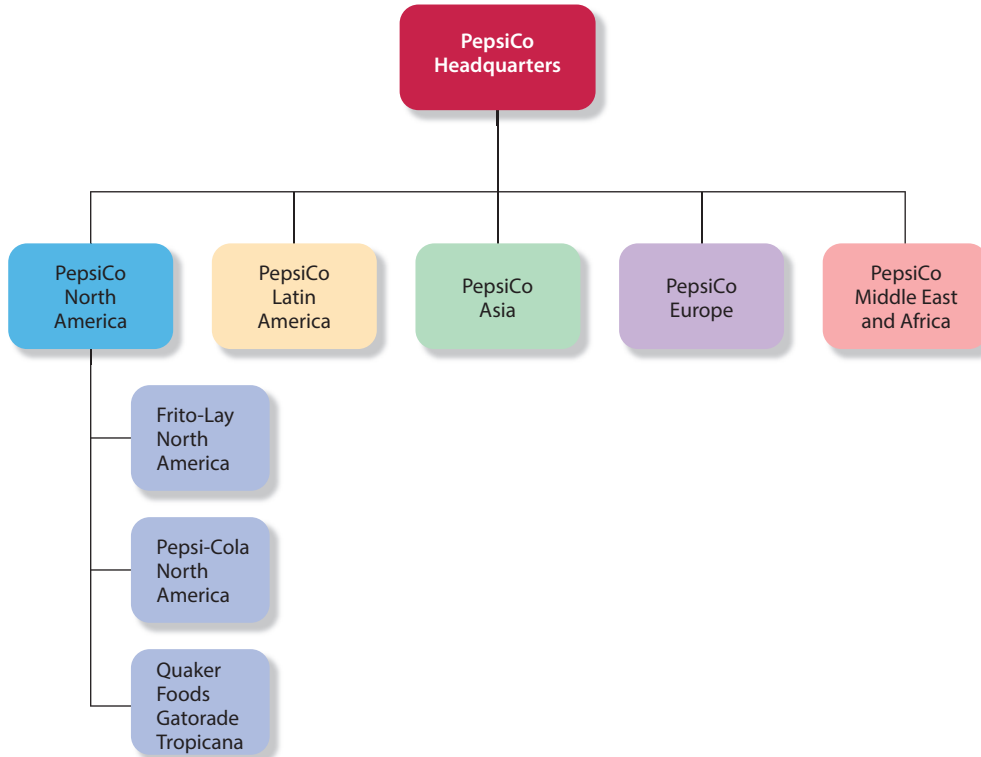 PepsiCo
Headquarters
PepsiCo
North
America
PepsiCo
Latin
America
PepsiCo
Asia
PepsiCo
Europe
PepsiCo
Middle East
and Africa
Frito-Lay
North
America
Pepsi-Cola
North
America
Quaker
Foods
Gatorade
Tropicana